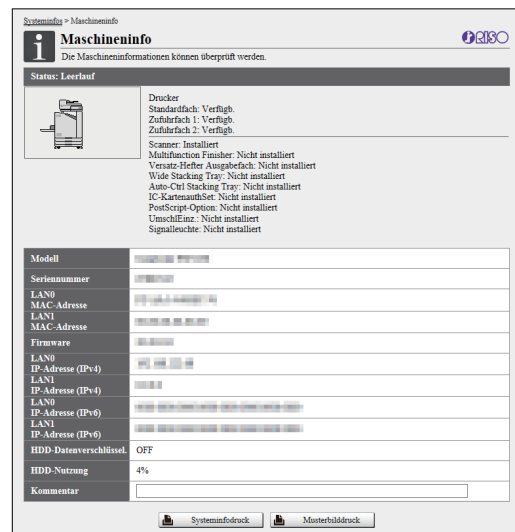 Systeminfos > Maschineninfo
Maschineninfo
RISO
Die Maschineninformationen können überprüft werden.
Status: Leerlauf
Drucker
Standardfach: Verfügb.
Zufuhrfach 1: Verfügb.
Zufuhrfach 2: Verfügb.
Scanner: Installiert
Multifunction Finisher: Nicht installiert
Versatz-Hefter Ausgabefach: Nicht installiert
Wide Stacking Tray: Nicht installiert
Auto-Ctrl Stacking Tray: Nicht installiert
IC-KartenauthSet: Nicht installiert
PostScript-Option: Nicht installiert
UmschlEinz.: Nicht installiert
Signalleuchte: Nicht installiert
Modell
Seriennummer
LAN0
MAC-Adresse
LAN1
MAC-Adresse
Firmware
LAN0
IP-Adresse (IPv4)
LAN1
IP-Adresse (IPv4)
LAN0
IP-Adresse (IPv6)
LAN1
IP-Adresse (IPv6)
HDD-Datenverschlüssel. OFF
HDD-Nutzung 4%
Kommentar
Systeminfodruck Musterbilddruck